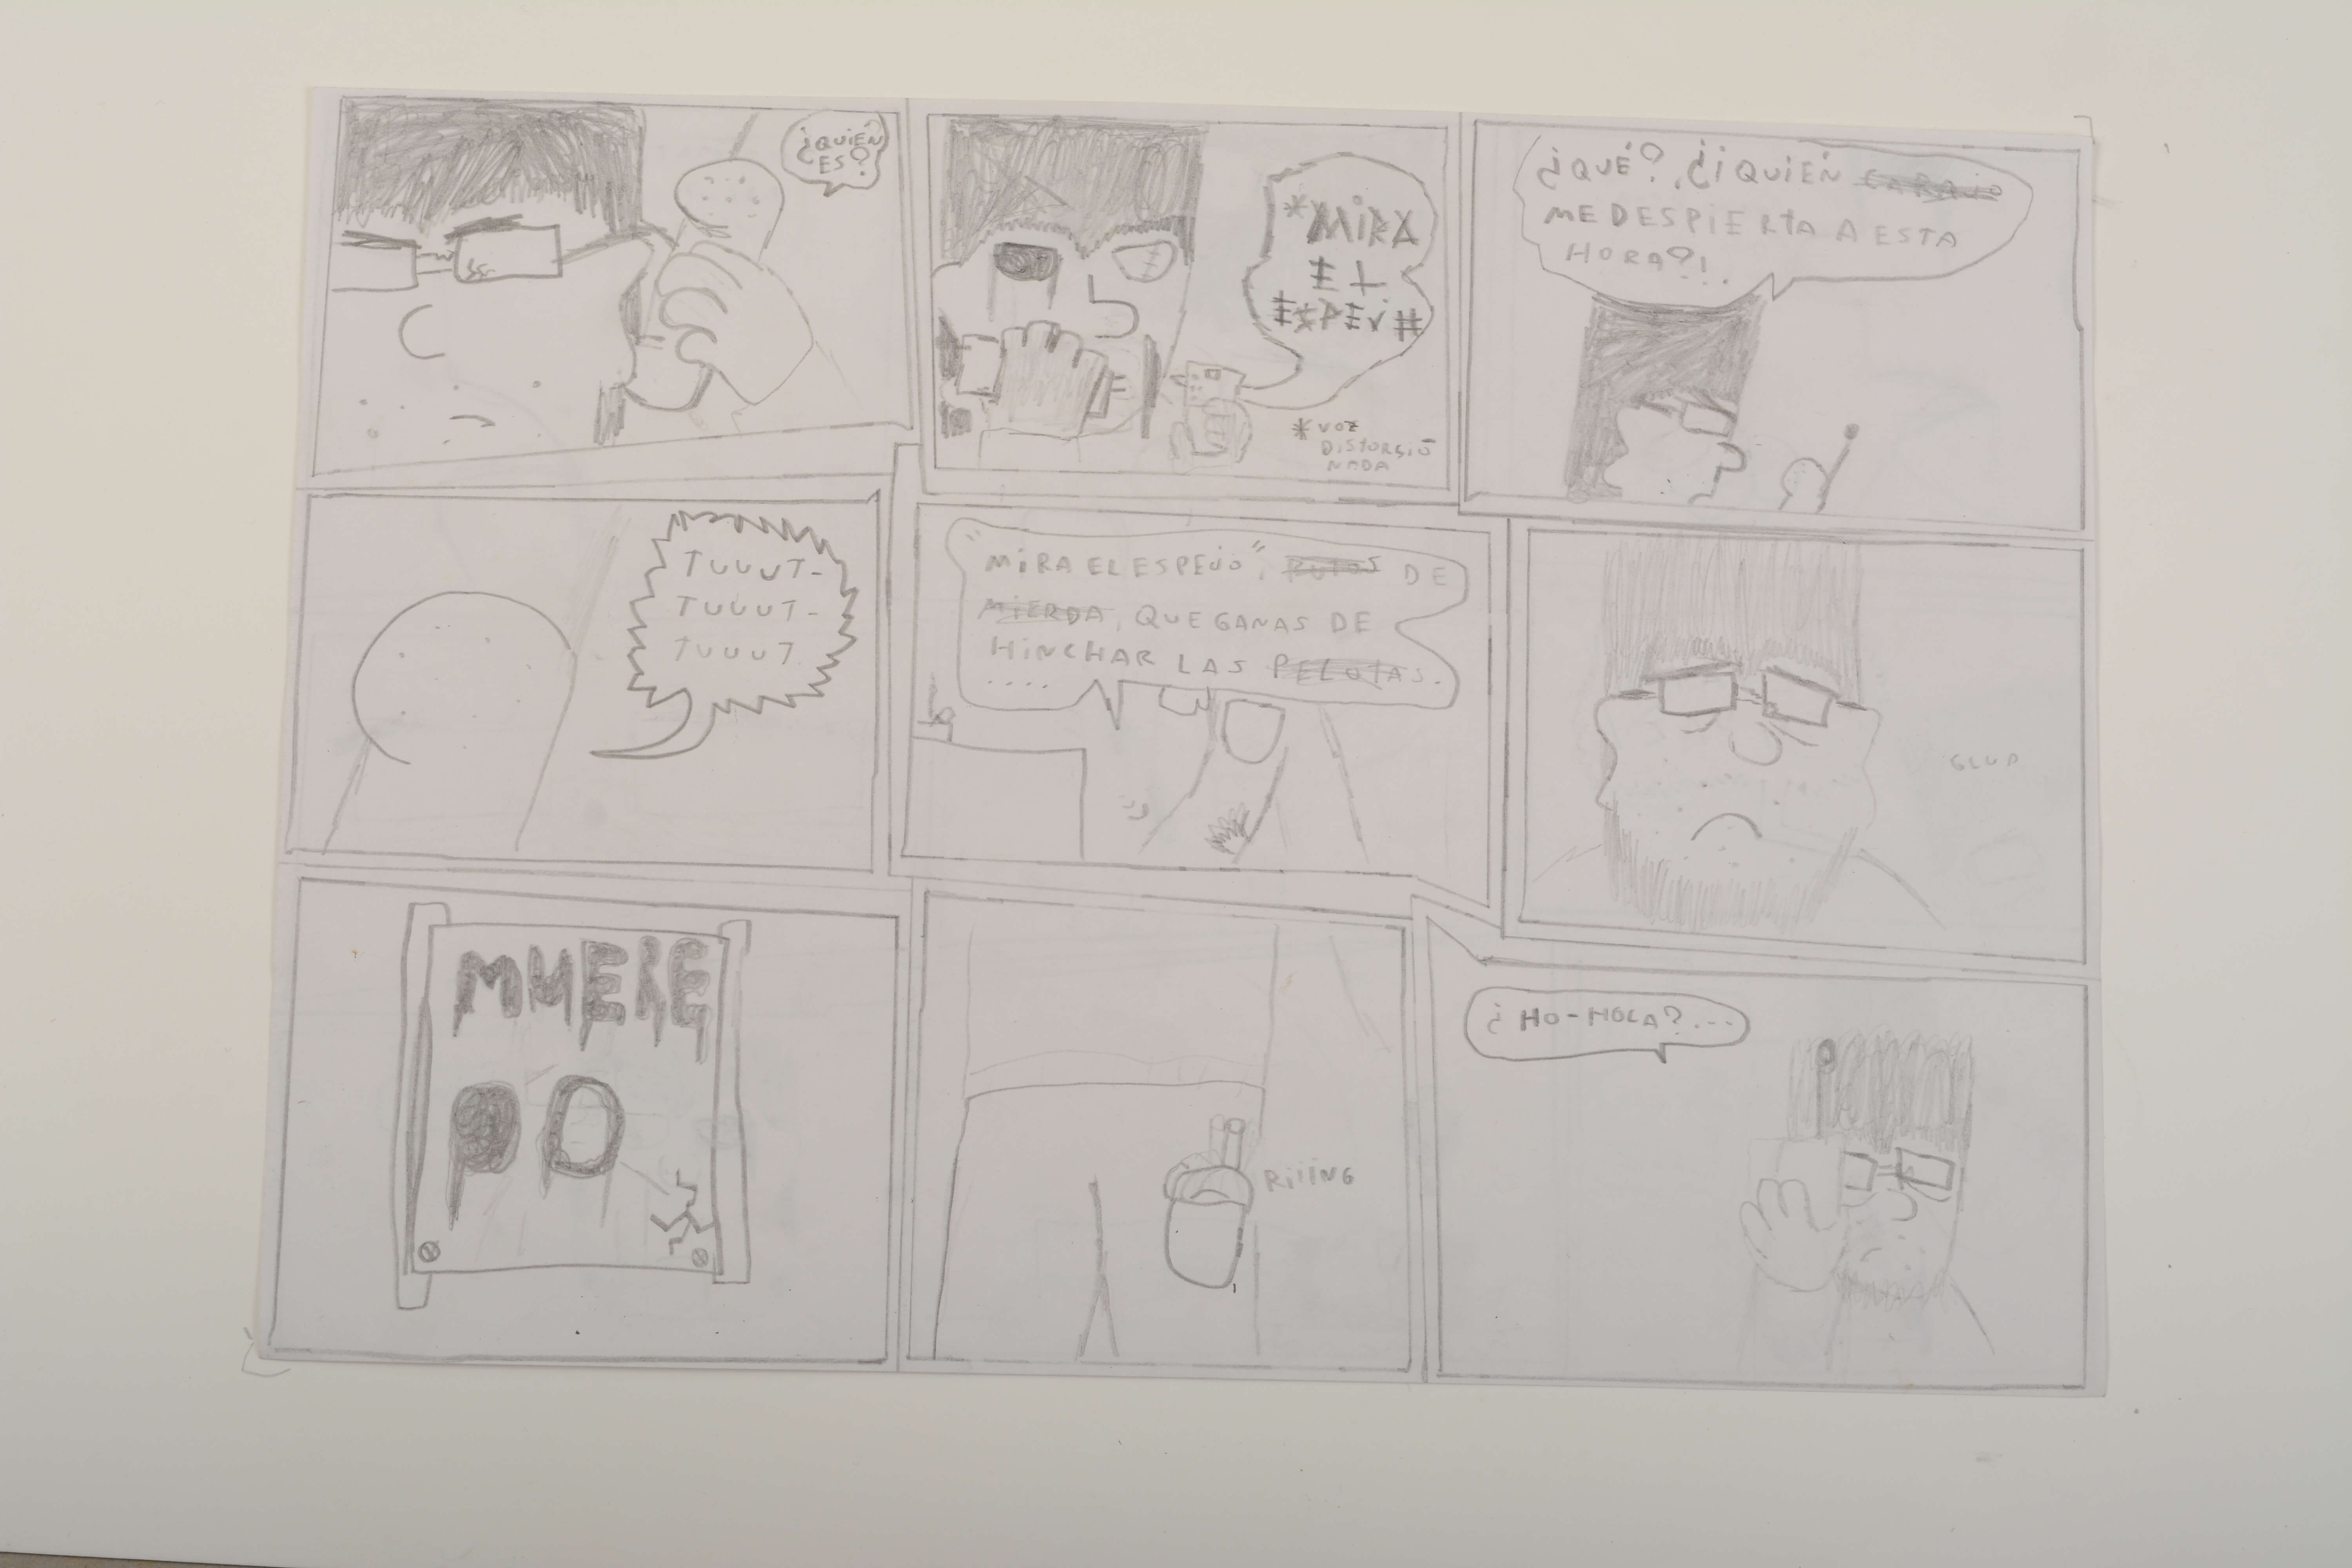 ¿QUIÉN
ES?
*MIRA
EL
ESPEJ#
*VOZ
DISTORSIO
NADA
¿QUÉ?, ¿¡QUIÉN CARAJO
ME DESPIERTA A ESTA
HORA?!.
TUUUT-
TUUUT-
TUUUT
"MIRA EL ESPEJO", PUTOS DE
MIERDA, QUE GANAS DE
HINCHAR LAS PELOTAS.
....
GLUP
MUERE
RIIING
¿HO-HOLA?...